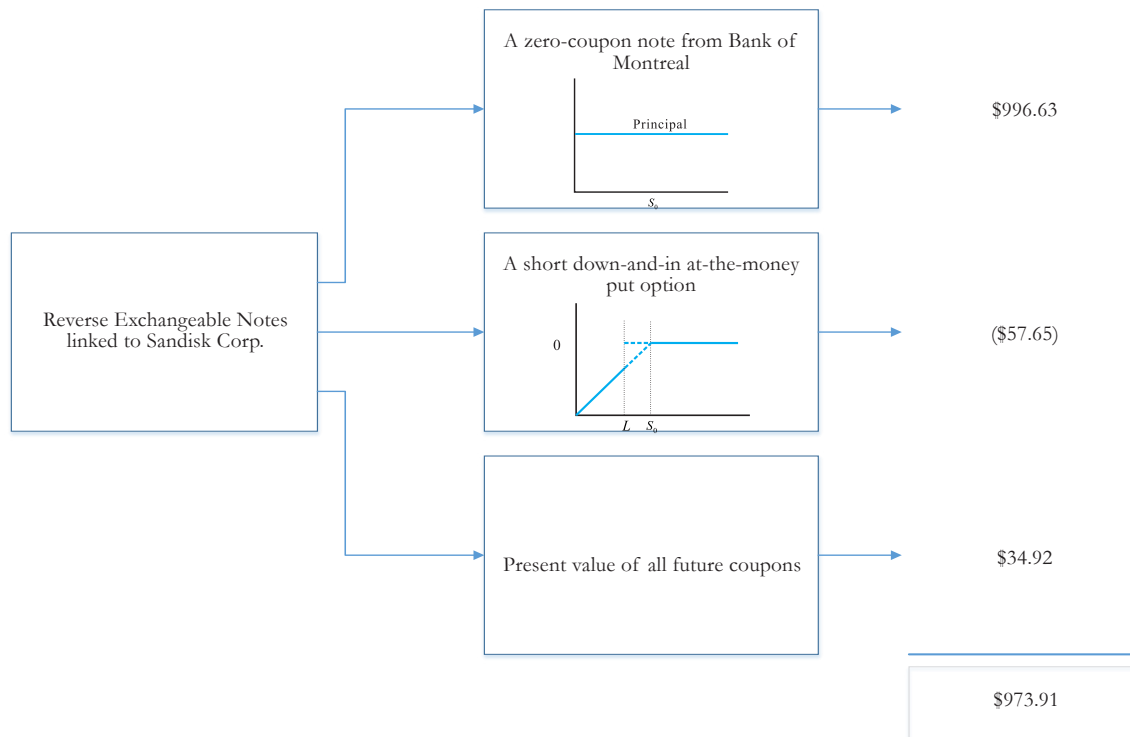 A zero-coupon note from Bank of
Montreal
Principal
S₀
$996.63
Reverse Exchangeable Notes
linked to Sandisk Corp.
A short down-and-in at-the-money
put option
0
L S₀
($57.65)
Present value of all future coupons
$34.92
$973.91